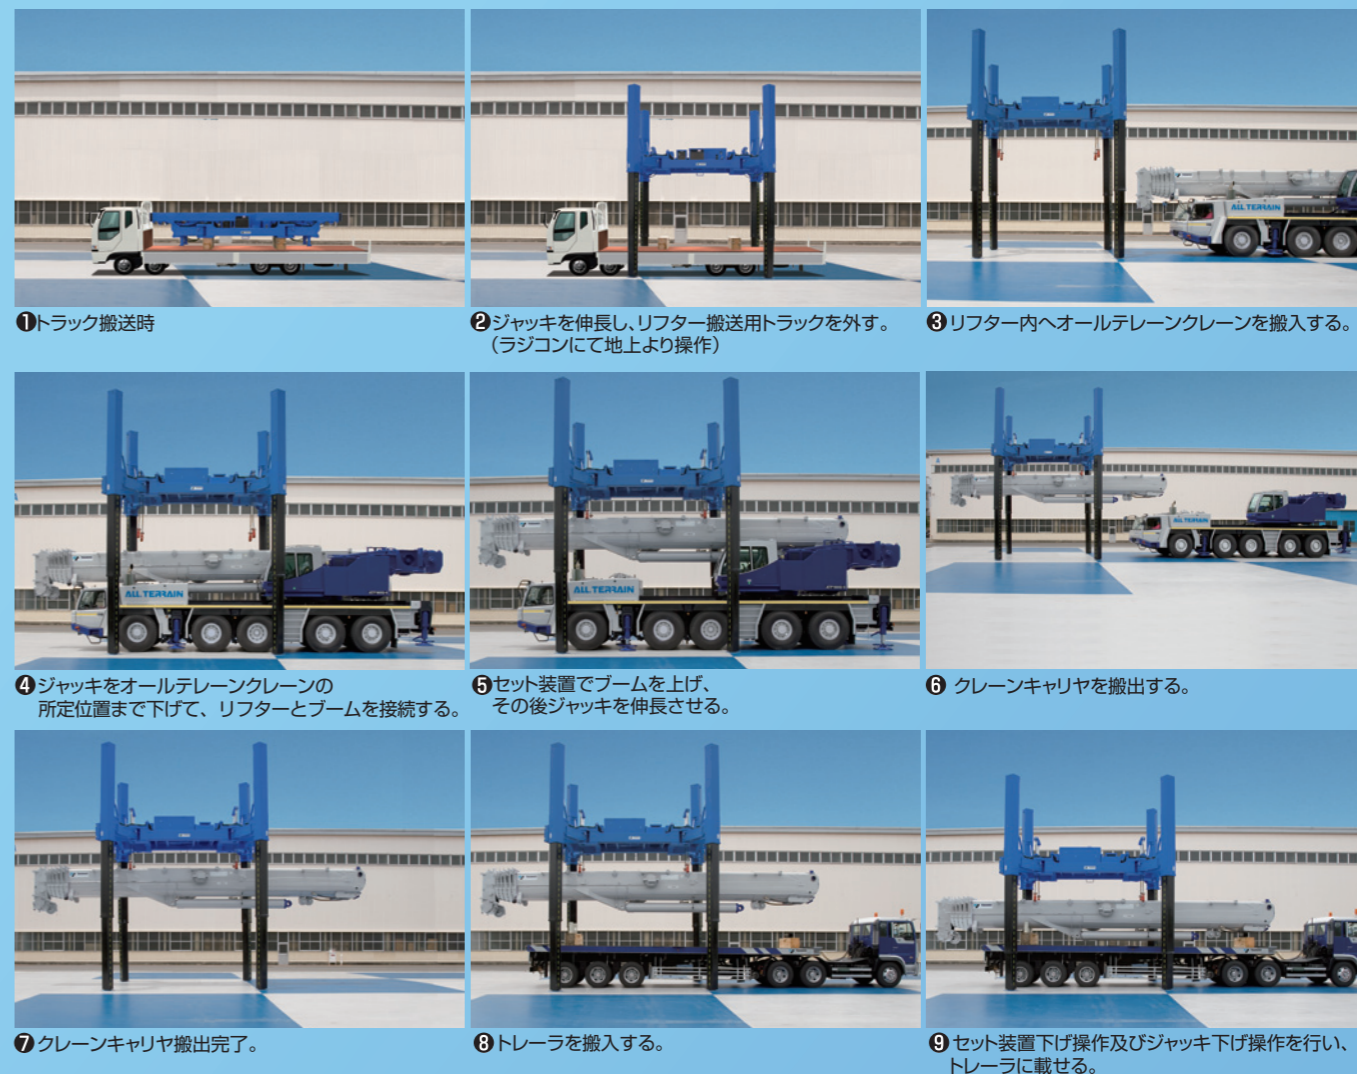 ❶トラック搬送時
❷ジャッキを伸長し、リフター搬送用トラックを外す。
（ラジコンにて地上より操作）
ALL TERRAIN
❸リフター内へオールテレーンクレーンを搬入する。
ALL TERRAIN
❹ジャッキをオールテレーンクレーンの
所定位置まで下げて、リフターとブームを接続する。
ALL TERRAIN
❺セット装置でブームを上げ、
その後ジャッキを伸長させる。
ALL TERRAIN
❻ クレーンキャリヤを搬出する。
❼クレーンキャリヤ搬出完了。
❽トレーラを搬入する。
❾セット装置下げ操作及びジャッキ下げ操作を行い、
トレーラに載せる。